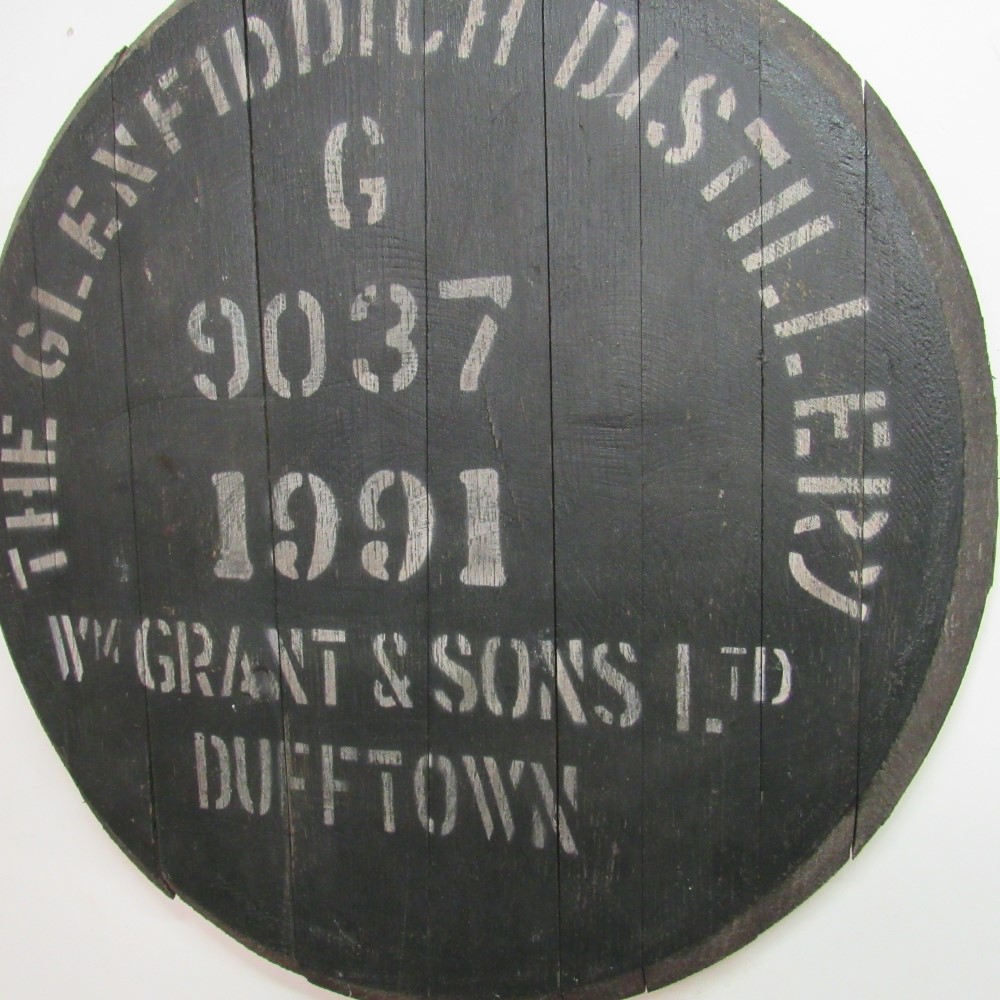 THE GLENFIDDICH DISTILLERY
G
9037
1991
WM GRANT & SONS LTD
DUFFTOWN